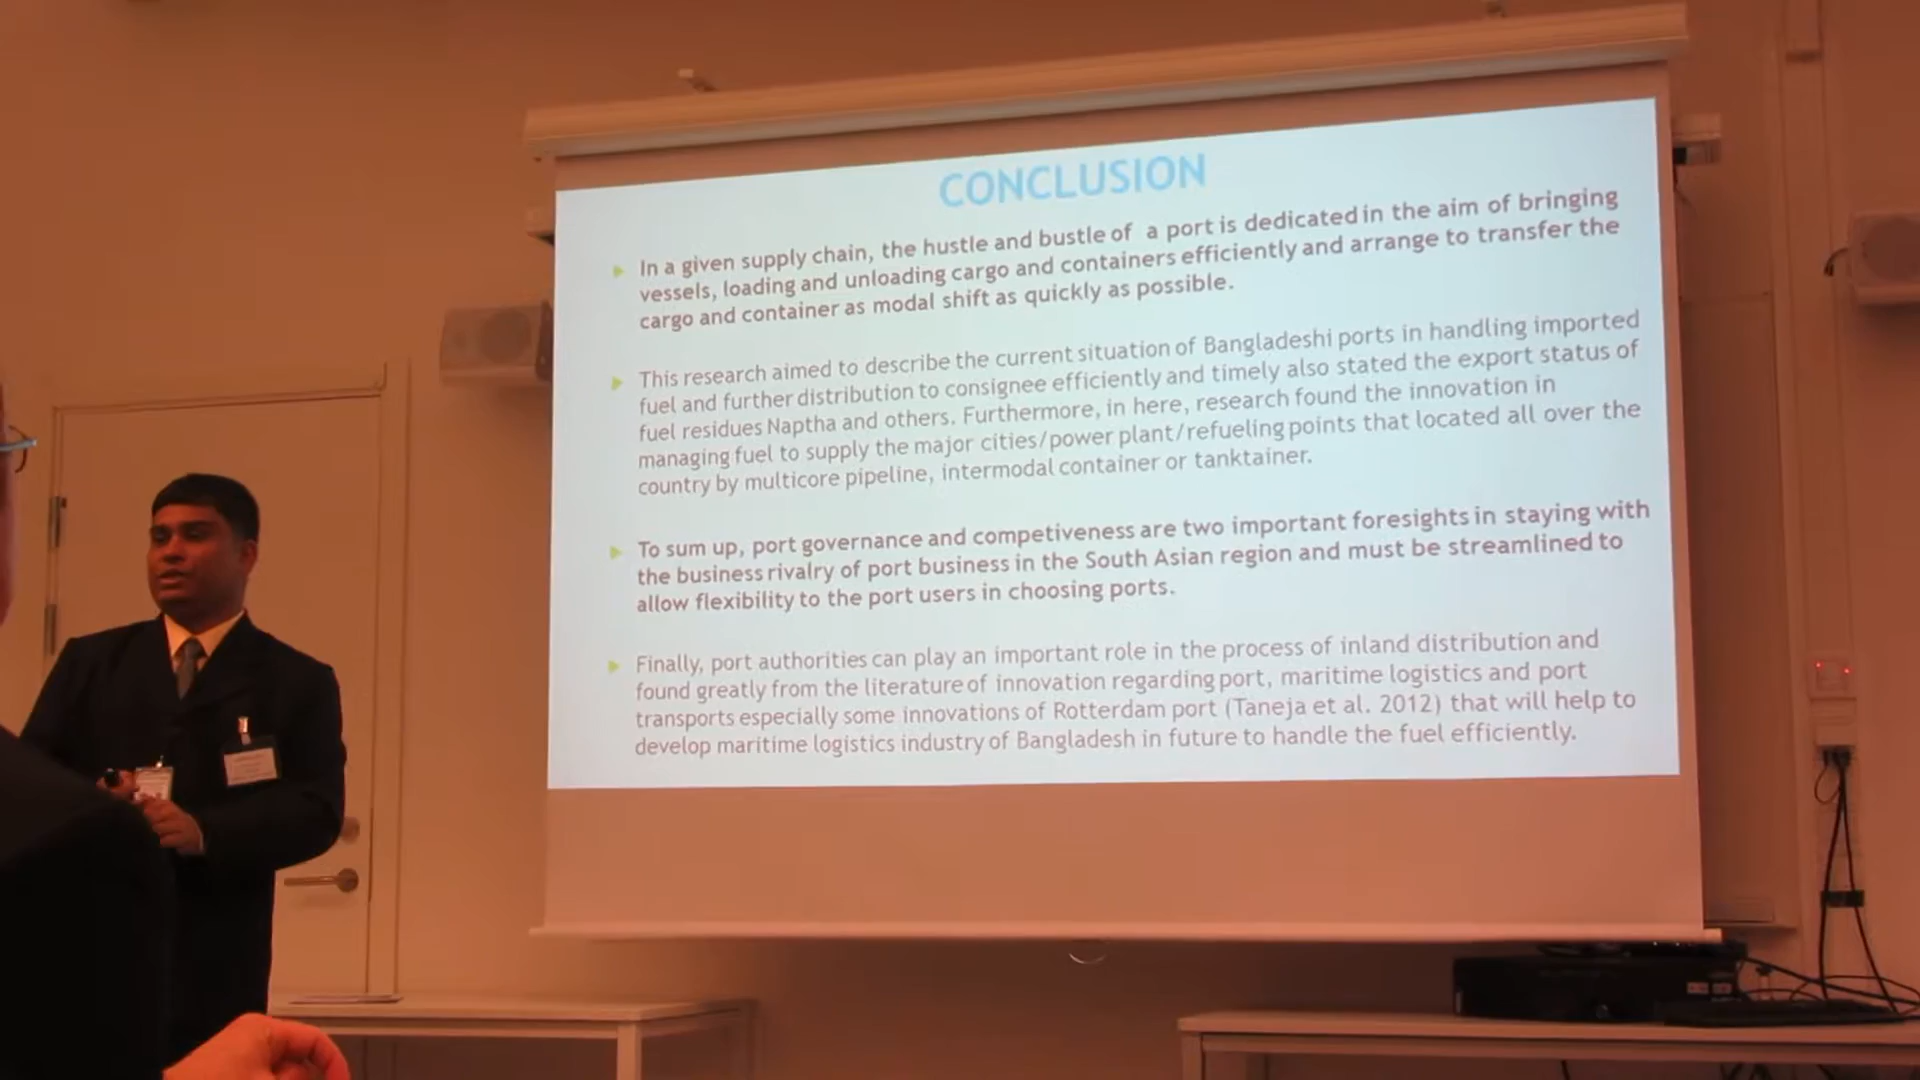 CONCLUSION
In a given supply chain, the hustle and bustle of a port is dedicated in the aim of bringing
vessels, loading and unloading cargo and containers efficiently and arrange to transfer the
cargo and container as modal shift as quickly as possible.
This research aimed to describe the current situation of Bangladeshi ports in handling imported
fuel and further distribution to consignee efficiently and timely also stated the export status of
fuel residues Naptha and others. Furthermore, in here, research found the innovation in
managing fuel to supply the major cities/power plant/refueling points that located all over the
country by multicore pipeline, intermodal container or tanktainer.
To sum up, port governance and competiveness are two important foresights in staying with
the business rivalry of port business in the South Asian region and must be streamlined to
allow flexibility to the port users in choosing ports.
Finally, port authorities can play an important role in the process of inland distribution and
found greatly from the literature of innovation regarding port, maritime logistics and port
transports especially some innovations of Rotterdam port (Taneja et al. 2012) that will help to
develop maritime logistics industry of Bangladesh in future to handle the fuel efficiently.